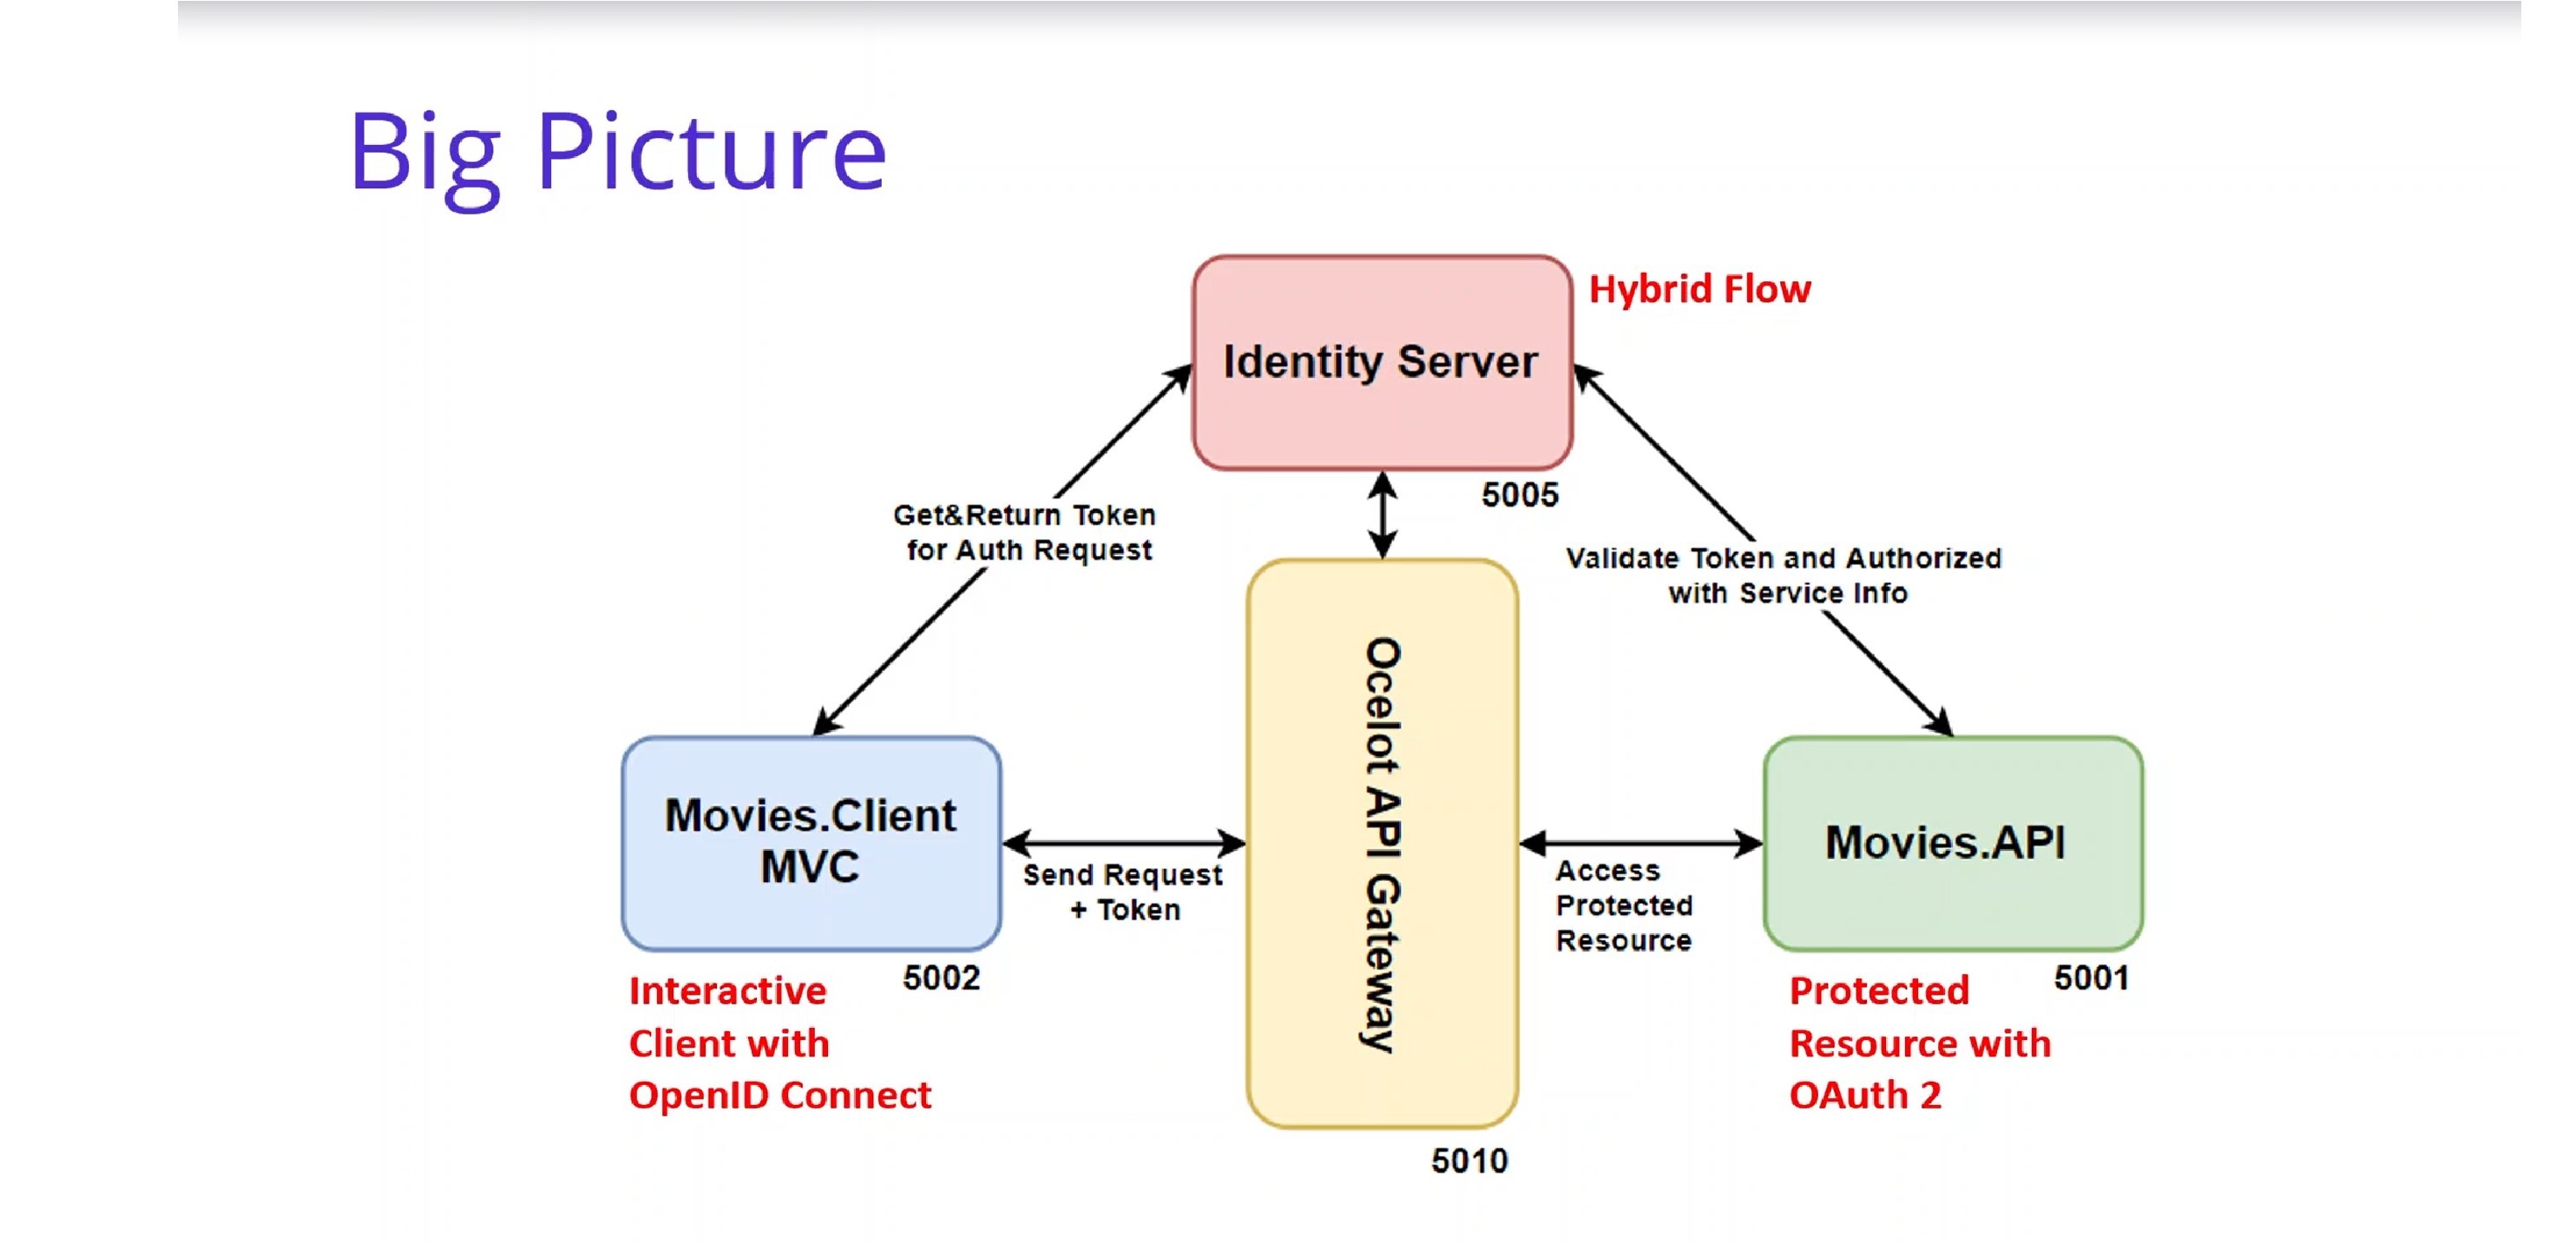 Big Picture
Identity Server
Hybrid Flow
5005
Get&Return Token
for Auth Request
Validate Token and Authorized
with Service Info
Ocelot API Gateway
5010
Movies.Client
MVC
5002
Send Request
+ Token
Access
Protected
Resource
Movies.API
5001
Interactive
Client with
OpenID Connect
Protected
Resource with
OAuth 2